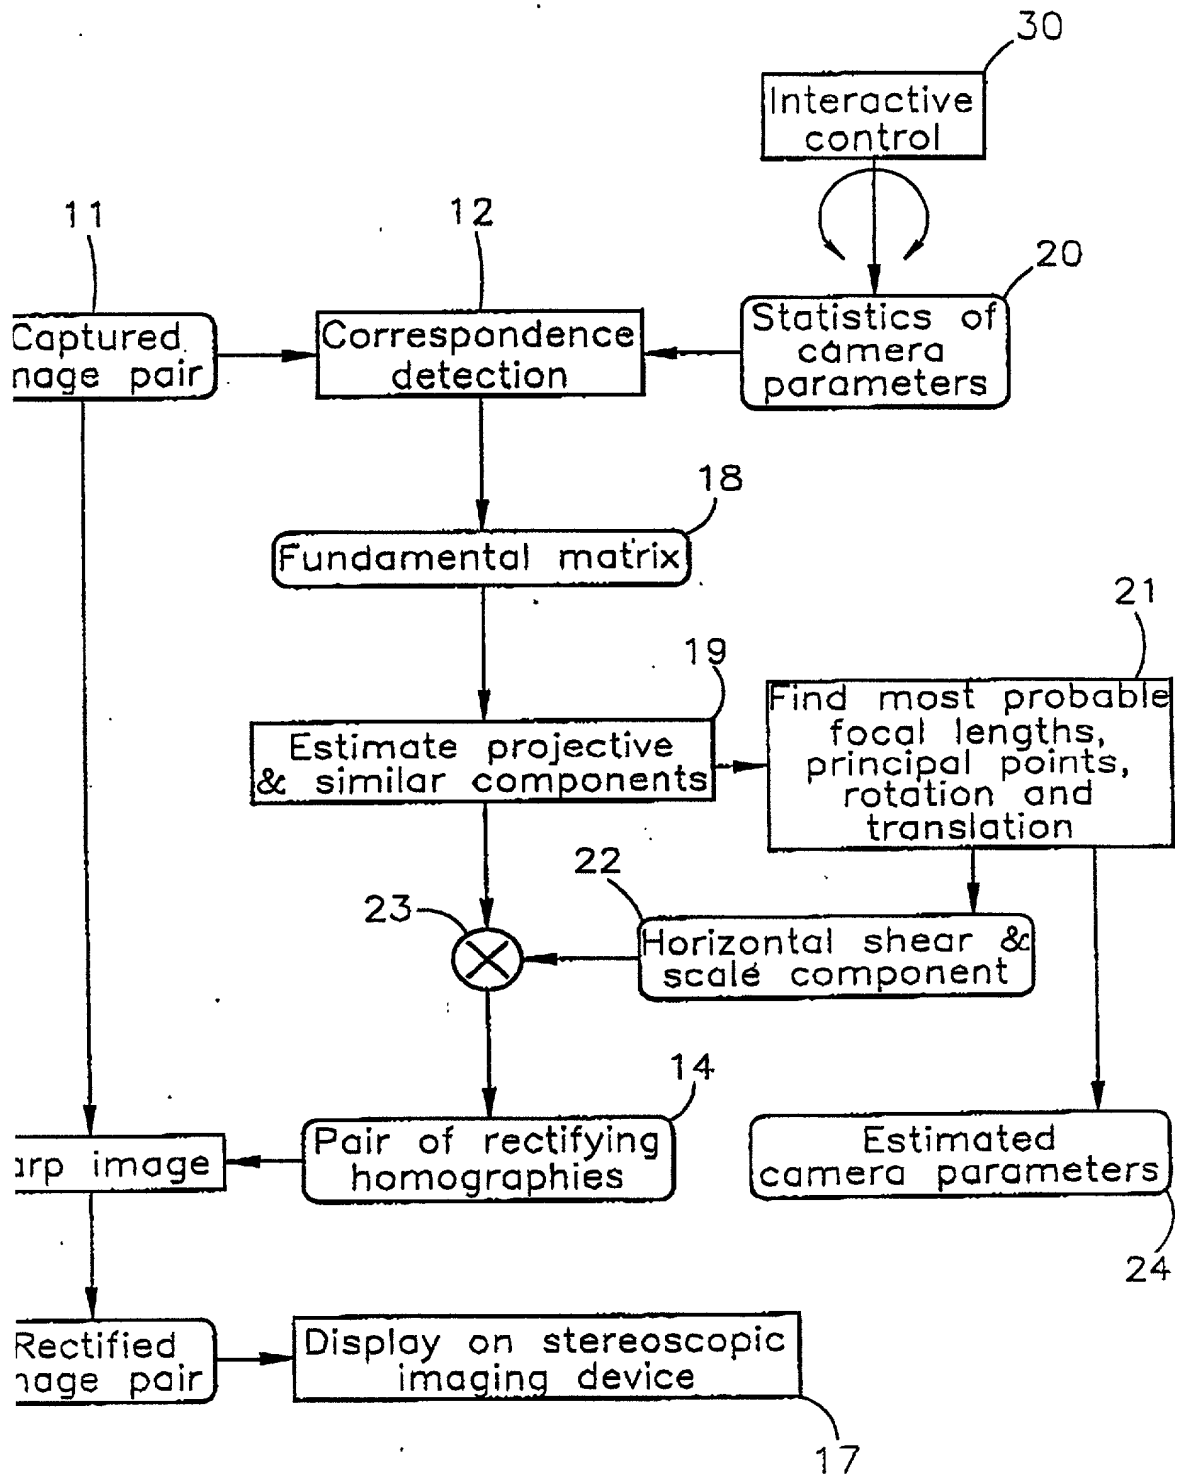 30
Interactive
control
11
12
20
Captured
nage pair
Correspondence
detection
Statistics of
camera
parameters
18
Fundamental matrix
21
19
Estimate projective
& similar components
Find most probable
focal lengths,
principal points,
rotation and
translation
22
23
Horizontal shear &
scale component
14
Pair of rectifying
homographies
arp image
Estimated
camera parameters
24
Rectified
nage pair
Display on stereoscopic
imaging device
17